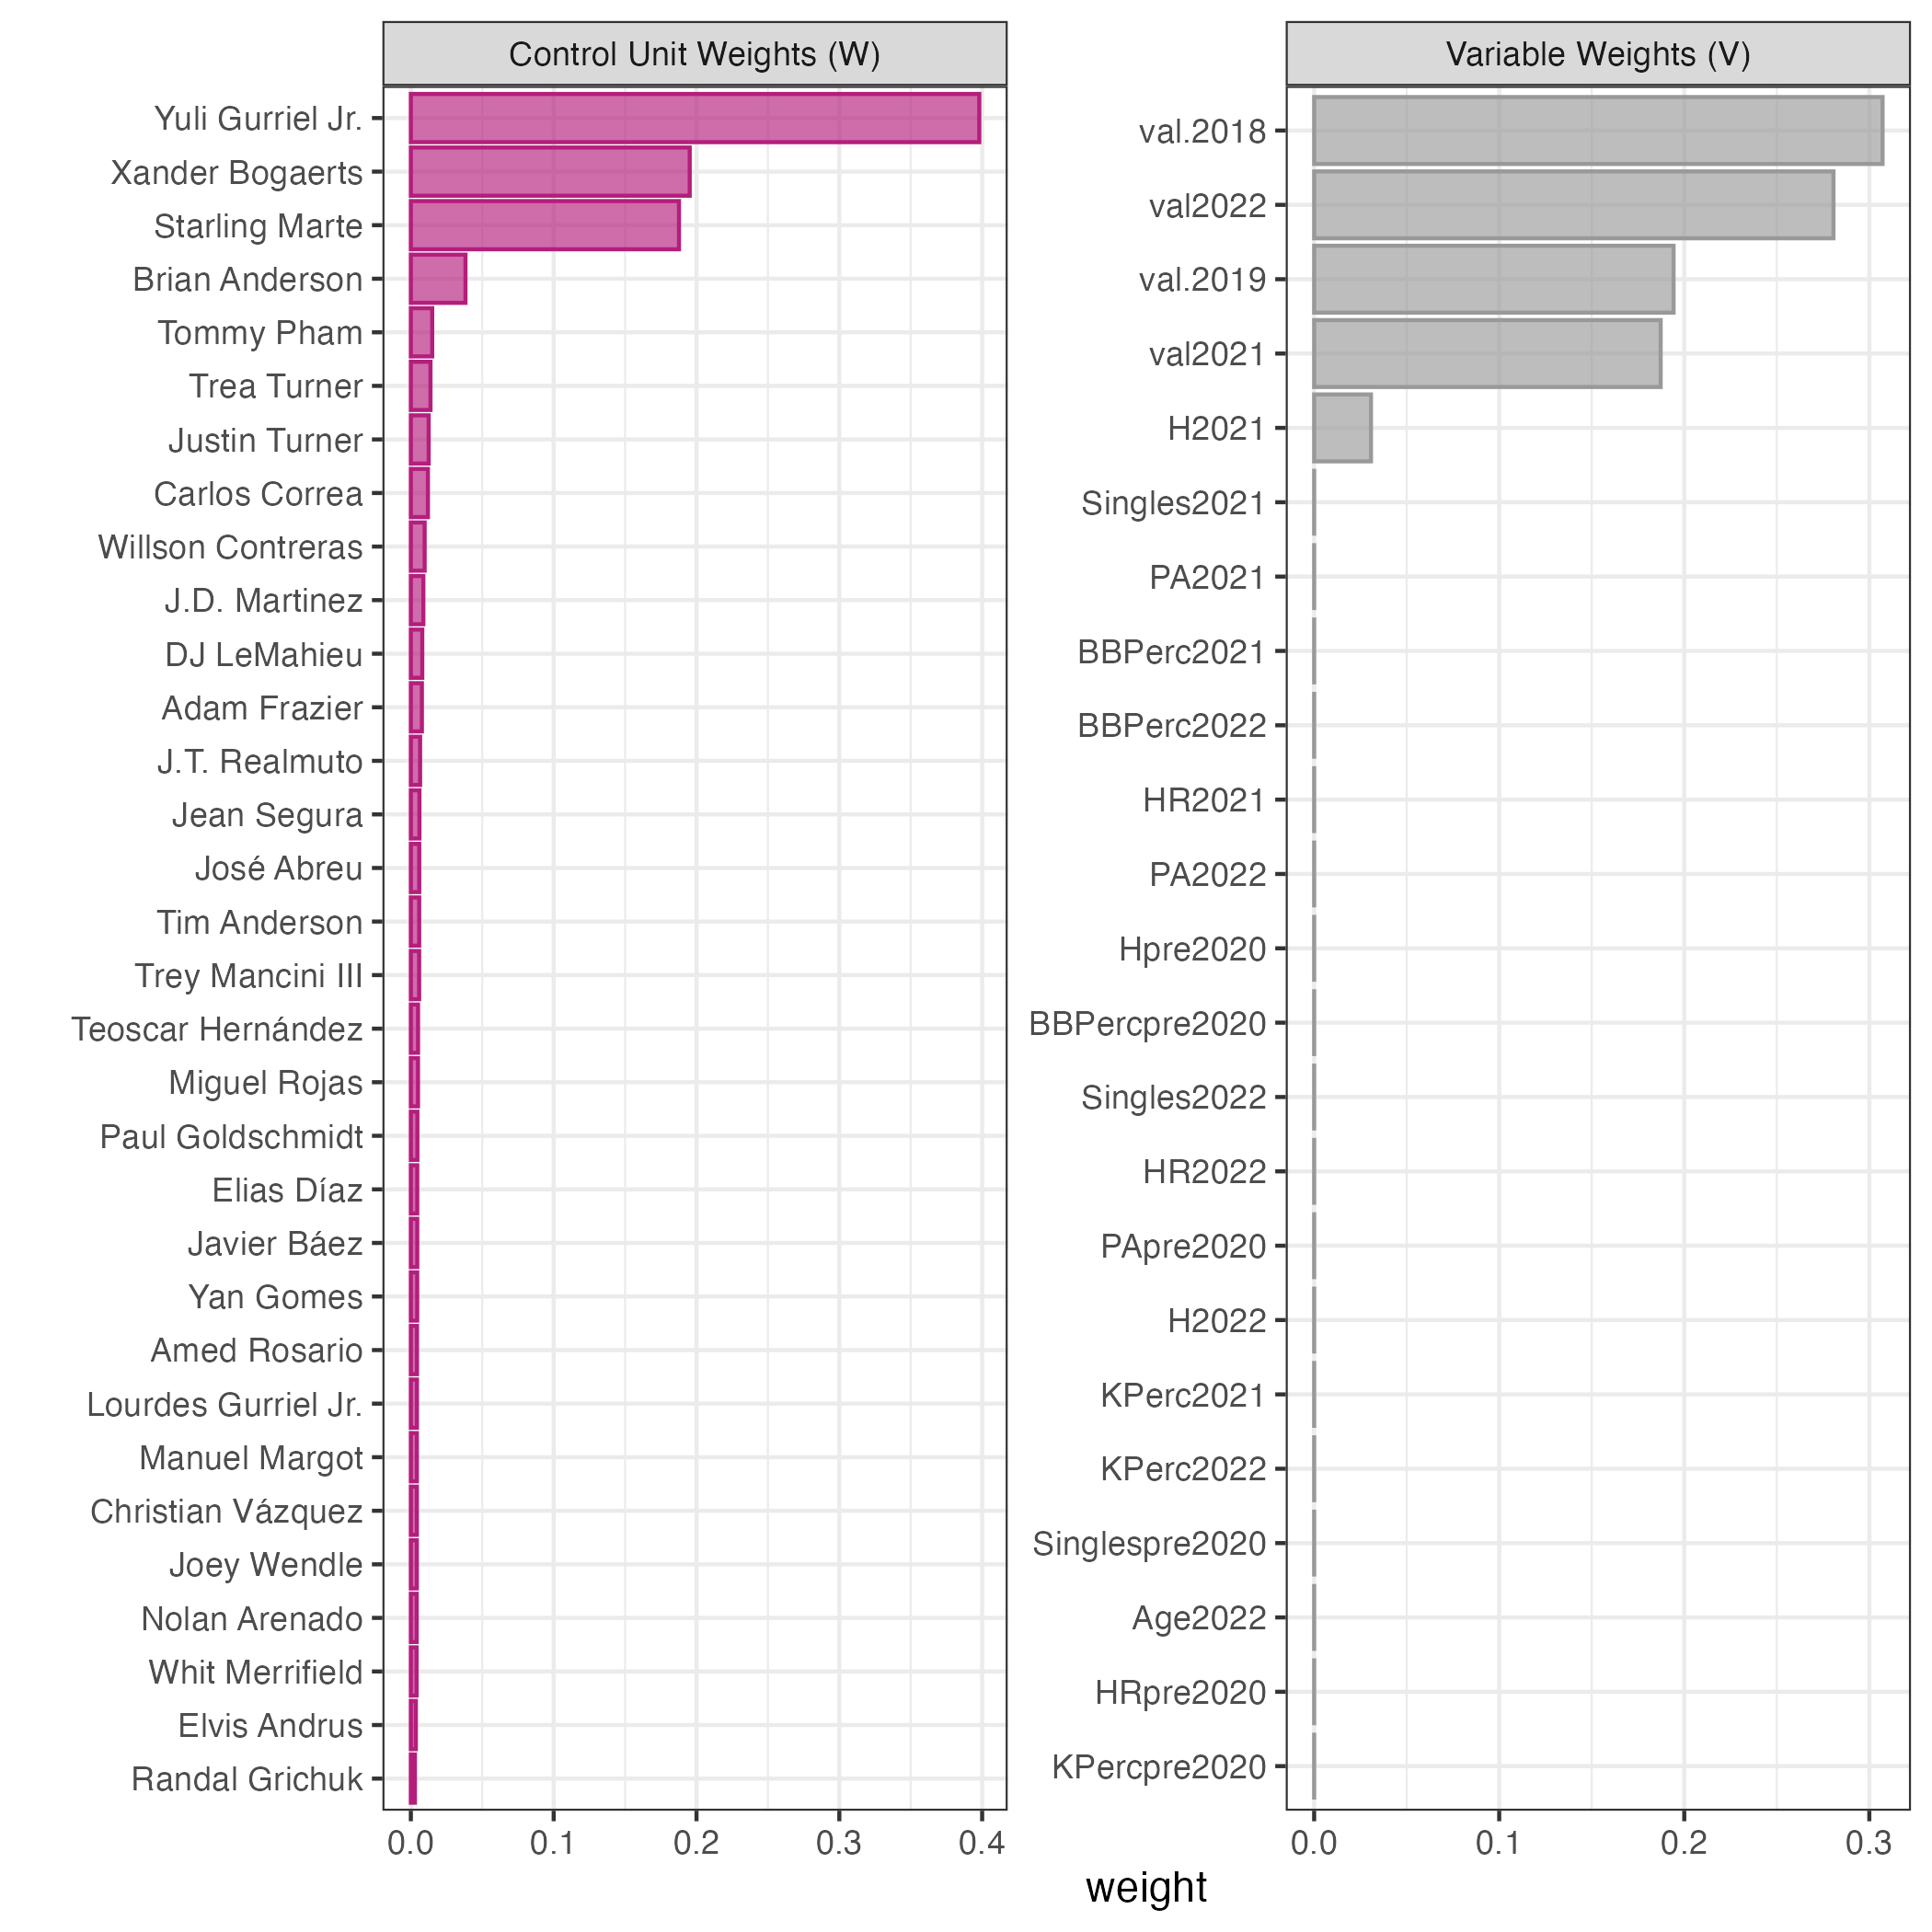 Control Unit Weights (W)
Yuli Gurriel Jr.
Xander Bogaerts
Starling Marte
Brian Anderson
Tommy Pham
Trea Turner
Justin Turner
Carlos Correa
Willson Contreras
J.D. Martinez
DJ LeMahieu
Adam Frazier
J.T. Realmuto
Jean Segura
José Abreu
Tim Anderson
Trey Mancini III
Teoscar Hernández
Miguel Rojas
Paul Goldschmidt
Elias Díaz
Javier Báez
Yan Gomes
Amed Rosario
Lourdes Gurriel Jr.
Manuel Margot
Christian Vázquez
Joey Wendle
Nolan Arenado
Whit Merrifield
Elvis Andrus
Randal Grichuk
0.0 0.1 0.2 0.3 0.4
Variable Weights (V)
val.2018
val2022
val.2019
val2021
H2021
Singles2021
PA2021
BBPerc2021
BBPerc2022
HR2021
PA2022
Hpre2020
BBPercpre2020
Singles2022
HR2022
PApre2020
H2022
KPerc2021
KPerc2022
Singlespre2020
Age2022
HRpre2020
KPercpre2020
0.0 0.1 0.2 0.3
weight